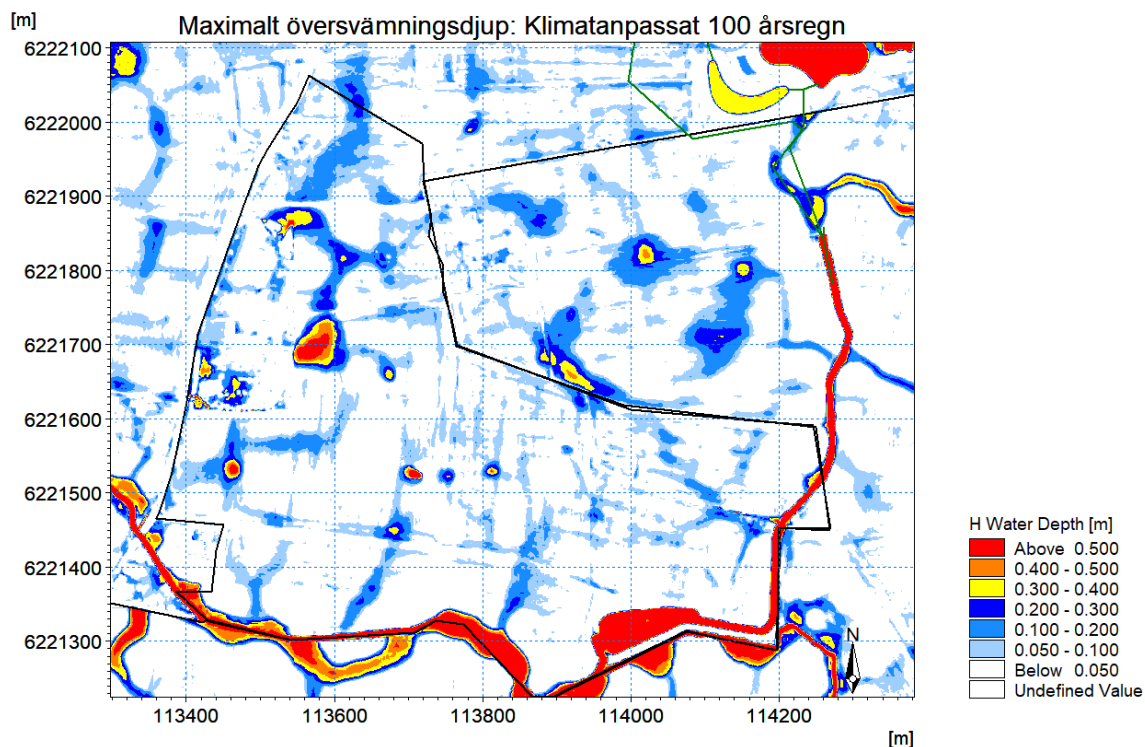 [m]
Maximalt översvämningsdjup: Klimatanpassat 100 årsregn
6222100
6222000
6221900
6221800
6221700
6221600
6221500
6221400
6221300
113400 113600 113800 114000 114200
[m]
N
H Water Depth [m]
Above 0.500
0.400 - 0.500
0.300 - 0.400
0.200 - 0.300
0.100 - 0.200
0.050 - 0.100
Below 0.050
Undefined Value